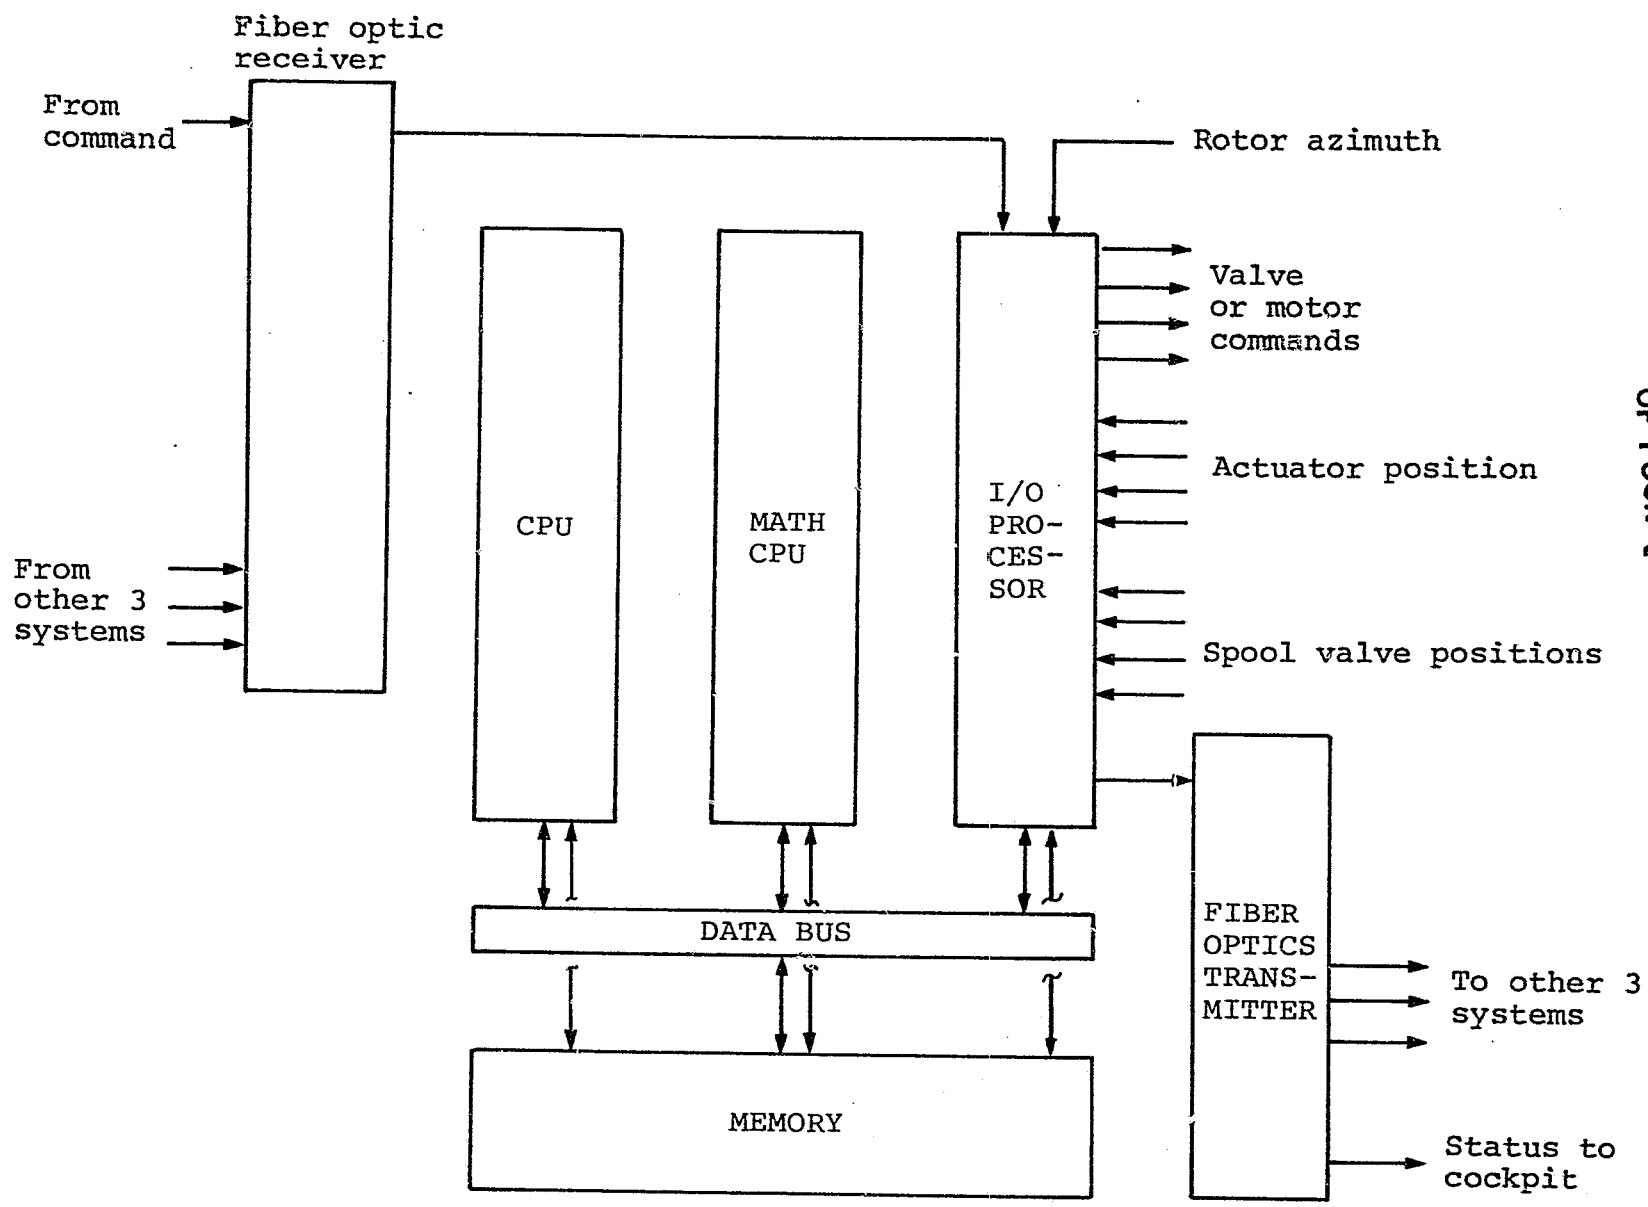 Fiber optic
receiver
From
command
Rotor azimuth
Valve
or motor
commands
Actuator position
I/O
PRO-
CES-
SOR
CPU
MATH
CPU
From
other 3
systems
Spool valve positions
DATA BUS
FIBER
OPTICS
TRANS-
MITTER
To other 3
systems
MEMORY
Status to
cockpit